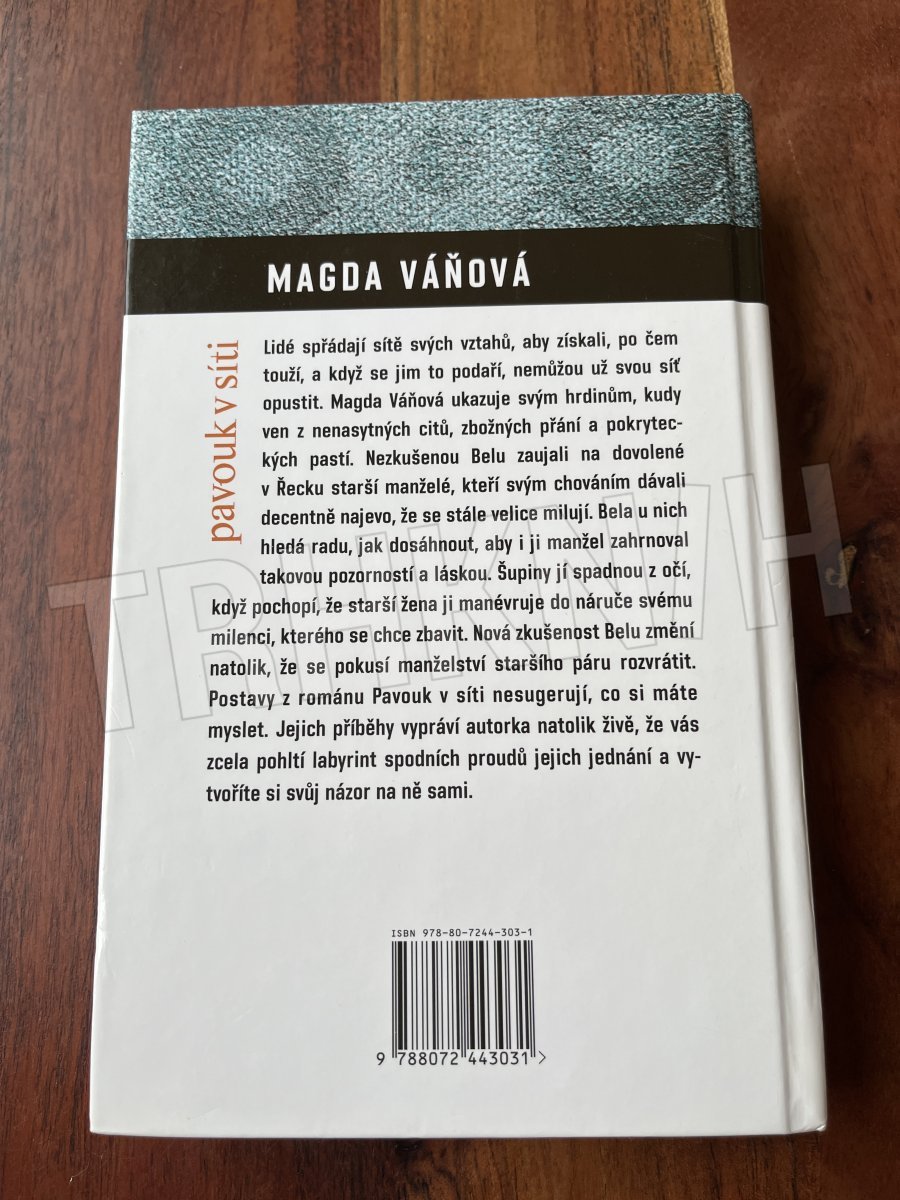 MAGDA VÁŇOVÁ
pavouk v síti
Lidé spřádají sítě svých vztahů, aby získali, po čem
touží, a když se jim to podaří, nemůžou už svou síť
opustit. Magda Váňová ukazuje svým hrdinům, kudy
ven z nenasytných citů, zbožných přání a pokrytec-
kých pastí. Nezkušenou Belu zaujali na dovolené
v Řecku starší manželé, kteří svým chováním dávali
decentně najevo, že se stále velice milují. Bela u nich
hledá radu, jak dosáhnout, aby i ji manžel zahrnoval
takovou pozorností a láskou. Šupiny jí spadnou z očí,
když pochopí, že starší žena ji manévruje do náruče svému
milenci, kterého se chce zbavit. Nová zkušenost Belu změní
natolik, že se pokusí manželství staršího páru rozvrátit.
Postavy z románu Pavouk v síti nesugerují, co si máte
myslet. Jejich příběhy vypráví autorka natolik živě, že vás
zcela pohltí labyrint spodních proudů jejich jednání a vy-
tvoříte si svůj názor na ně sami.
TRHKNIH
ISBN 978-80-7244-303-1
9 788072 443031 >